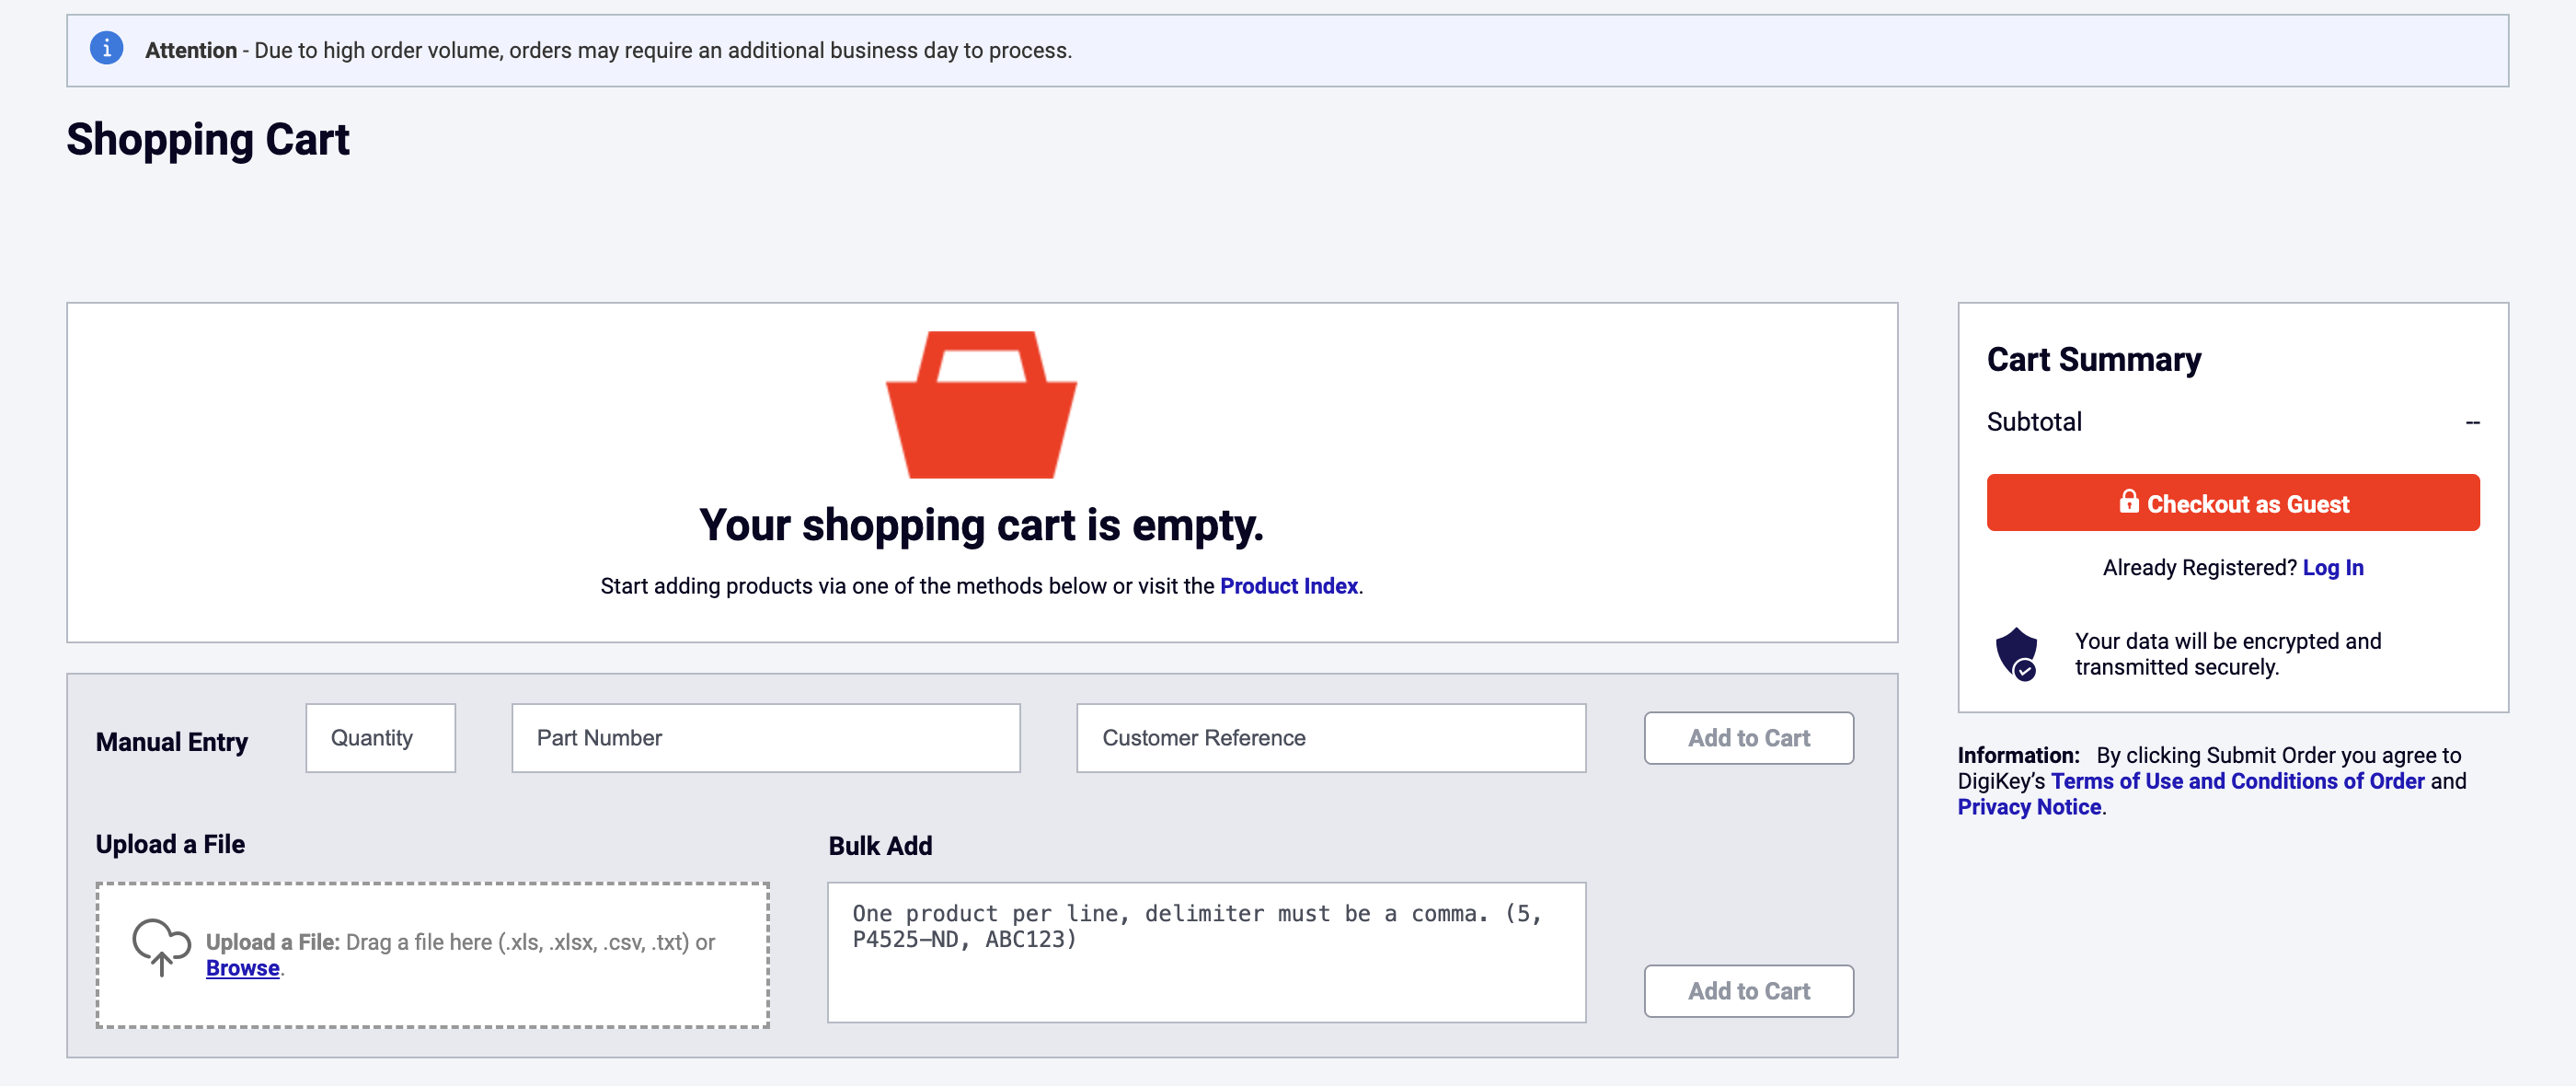 Attention - Due to high order volume, orders may require an additional business day to process.
Shopping Cart
Your shopping cart is empty.
Start adding products via one of the methods below or visit the Product Index.
Manual Entry
Quantity
Part Number
Customer Reference
Add to Cart
Upload a File
Upload a File: Drag a file here (.xls, .xlsx, .csv, .txt) or
Browse.
Bulk Add
One product per line, delimiter must be a comma. (5,
P4525-ND, ABC123)
Add to Cart
Cart Summary
Subtotal --
Checkout as Guest
Already Registered? Log In
Your data will be encrypted and
transmitted securely.
Information: By clicking Submit Order you agree to
DigiKey’s Terms of Use and Conditions of Order and
Privacy Notice.